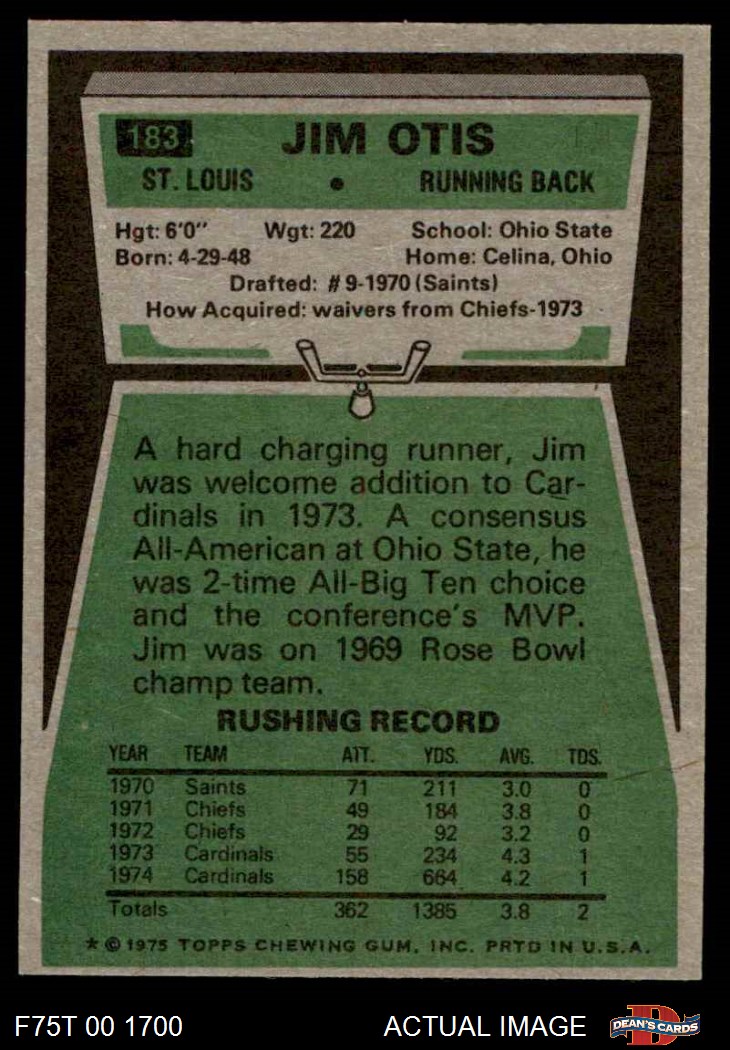 183 JIM OTIS
ST. LOUIS • RUNNING BACK
Hgt: 6'0" Wgt: 220 School: Ohio State
Born: 4-29-48 Home: Celina, Ohio
Drafted: #9-1970 (Saints)
How Acquired: waivers from Chiefs-1973
A hard charging runner, Jim
was welcome addition to Car-
dinals in 1973. A consensus
All-American at Ohio State, he
was 2-time All-Big Ten choice
and the conference's MVP.
Jim was on 1969 Rose Bowl
champ team.
RUSHING RECORD
YEAR TEAM ATT. YDS. AVG. TDS.
1970 Saints 71 211 3.0 0
1971 Chiefs 49 184 3.8 0
1972 Chiefs 29 92 3.2 0
1973 Cardinals 55 234 4.3 1
1974 Cardinals 158 664 4.2 1
Totals 362 1385 3.8 2
* © 1975 TOPPS CHEWING GUM, INC. PRTD IN U.S.A.
F75T 00 1700 ACTUAL IMAGE DEAN'S CARDS